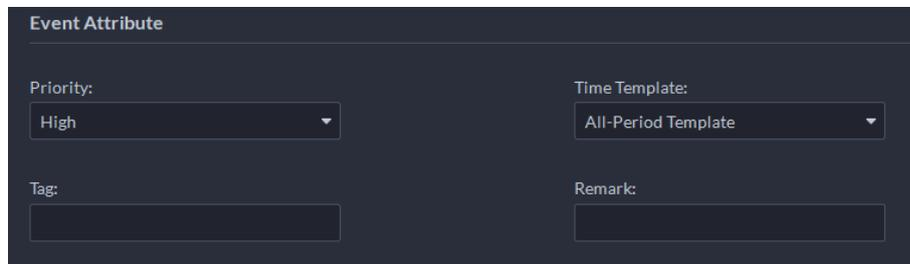 Event Attribute
Priority: Time Template:
High All-Period Template
Tag: Remark: